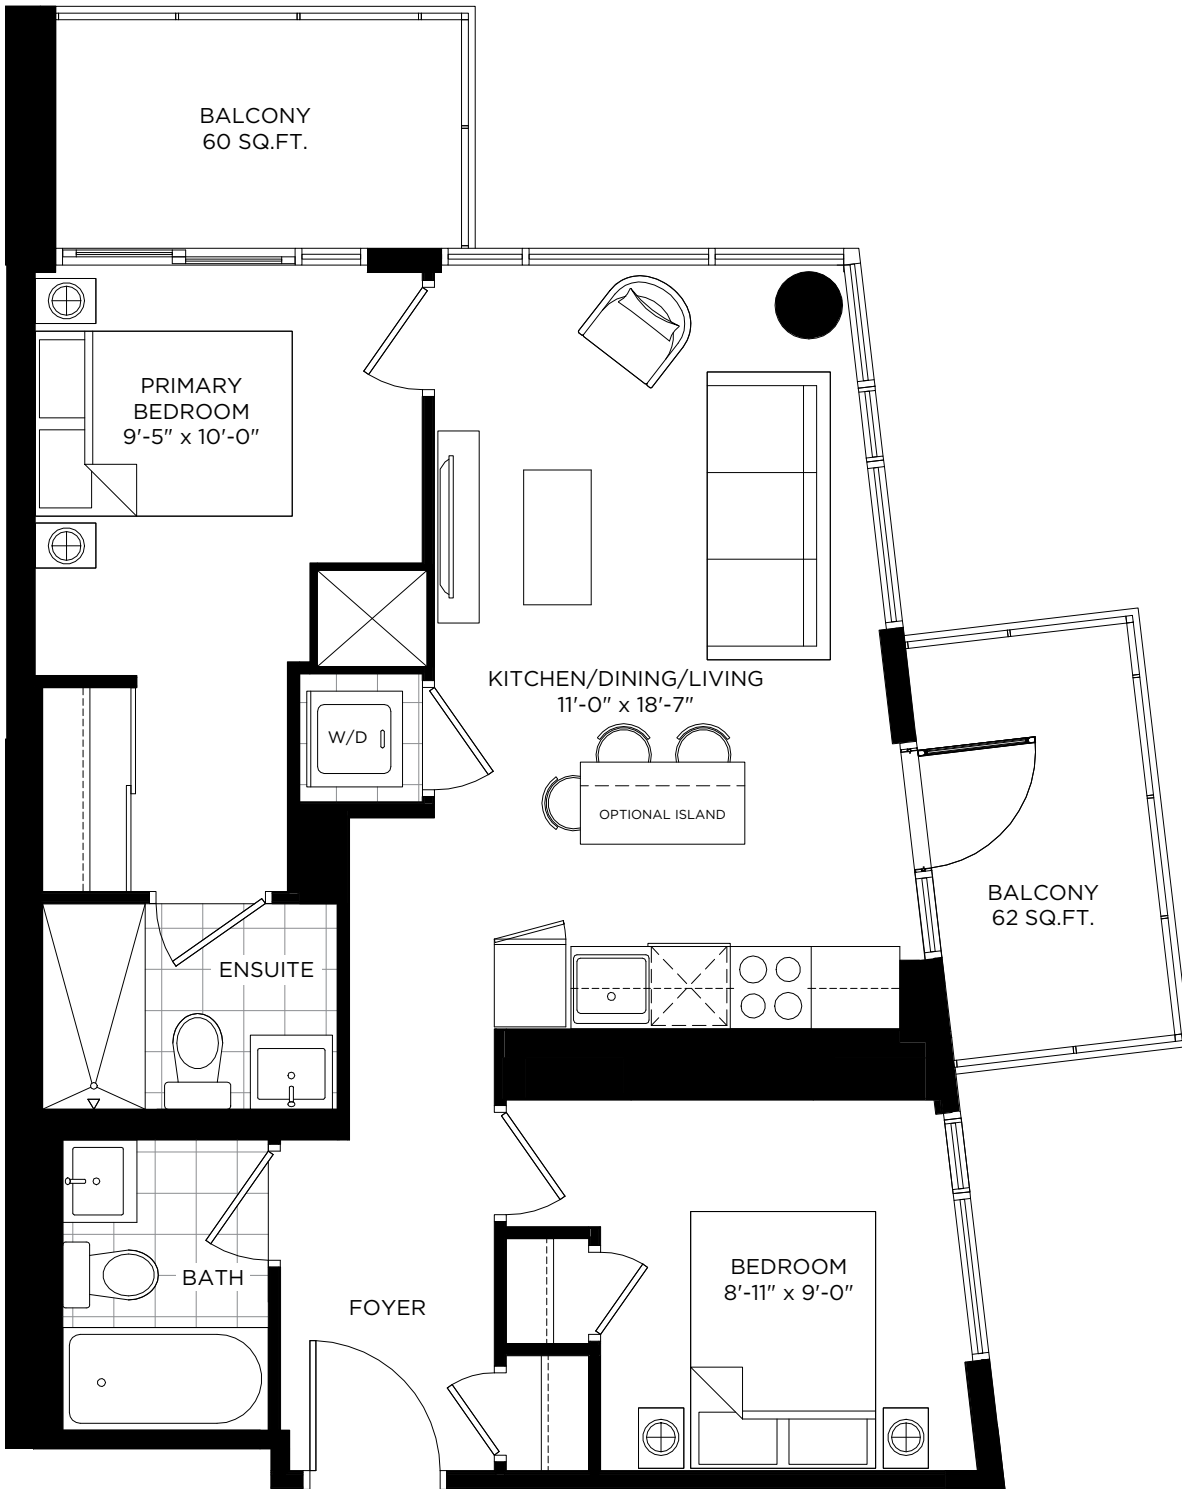 BALCONY
60 SQ.FT.
PRIMARY
BEDROOM
9'-5" x 10'-0"
KITCHEN/DINING/LIVING
11'-0" x 18'-7"
W/D
OPTIONAL ISLAND
BALCONY
62 SQ.FT.
ENSUITE
BATH
FOYER
BEDROOM
8'-11" x 9'-0"